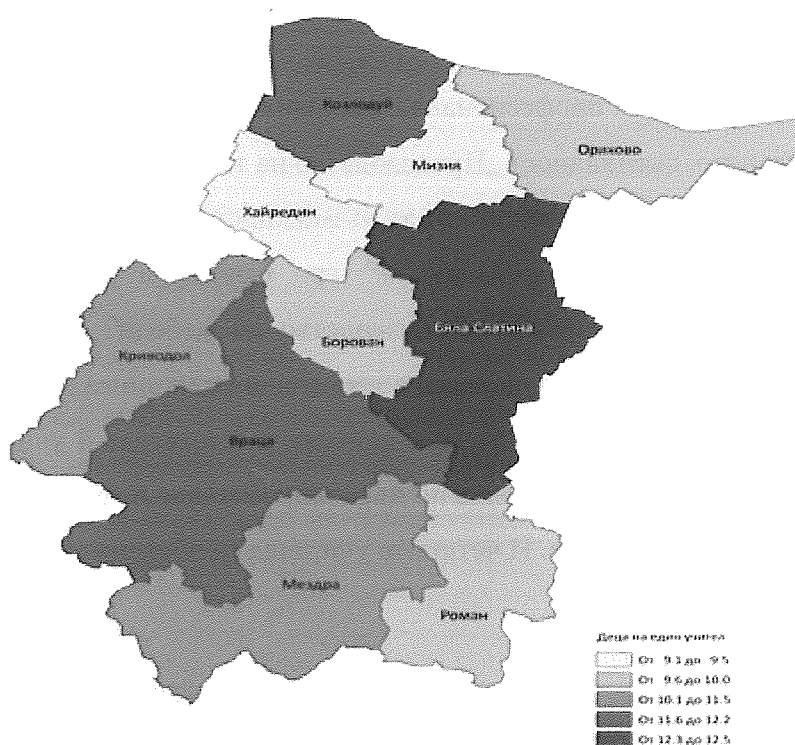 Козлодуй
Оряхово
Мизия
Хайредин
Бяла Слатина
Борован
Криводол
Враца
Мездра
Роман
Деца на един учител
От 9.1 до 9.5
От 9.6 до 10.0
От 10.1 до 11.5
От 11.6 до 12.2
От 12.3 до 12.5